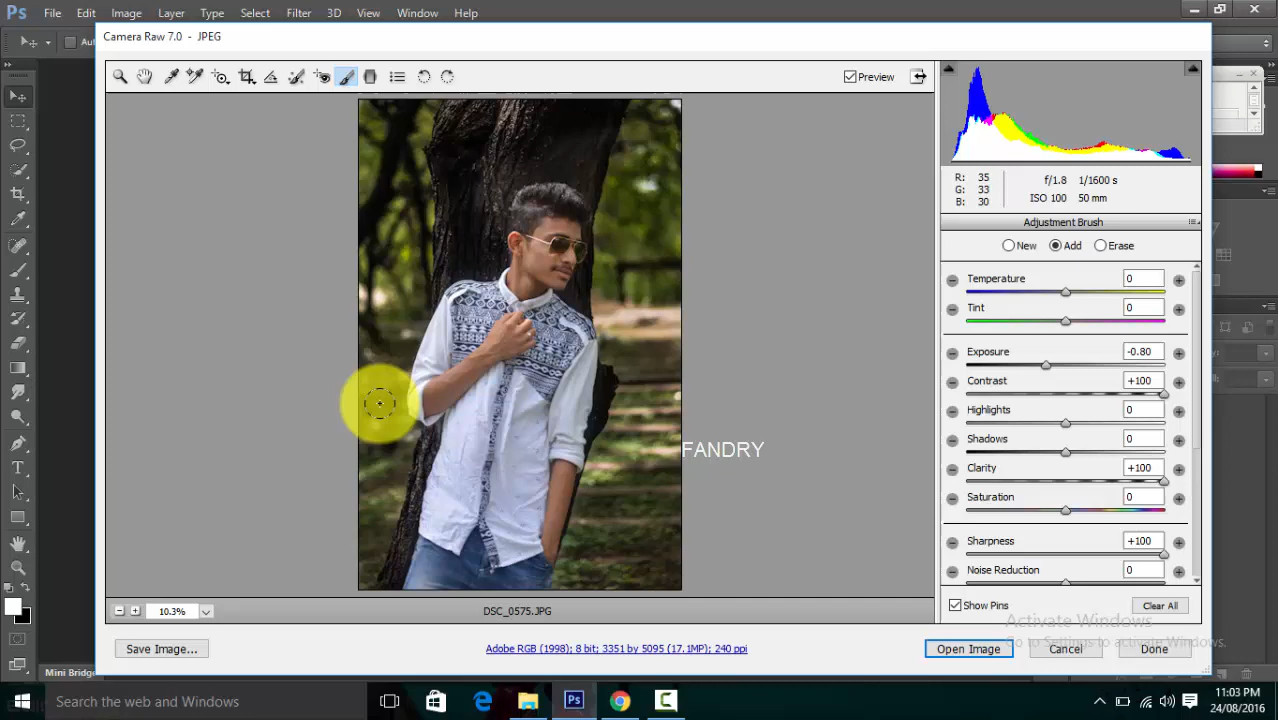 Ps File Edit Image Layer Type Select Filter 3D View Window Help
Camera Raw 7.0 - JPEG
Preview
R: 35
G: 33
B: 30
f/1.8 1/1600 s
ISO 100 50 mm
Adjustment Brush
New Add Erase
Temperature 0
Tint 0
Exposure -0.80
Contrast +100
Highlights 0
Shadows 0
Clarity +100
Saturation 0
Sharpness +100
Noise Reduction 0
FANDRY
Show Pins Clear All
10.3% DSC_0575.JPG
Activate Windows
Go to Settings to activate Windows.
Save Image... Adobe RGB (1998); 8 bit; 3351 by 5095 (17.1MP); 240 ppi Open Image Cancel Done
Mini Bridge
Search the web and Windows
Ps
11:03 PM
24/08/2016